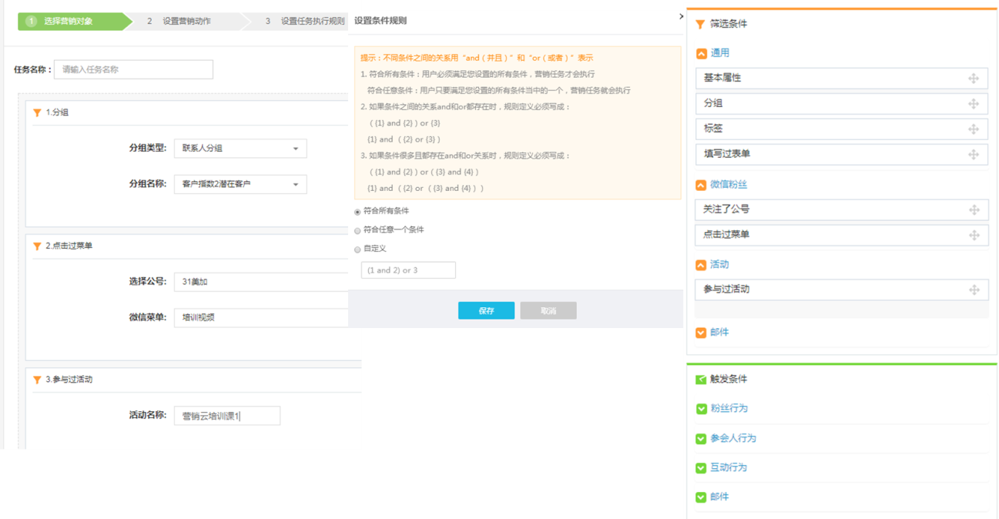 1 选择营销对象
2 设置营销动作
3 设置任务执行规则
任务名称：
请输入任务名称
1.分组
分组类型:
联系人分组
分组名称:
客户指数2潜在客户
2.点击过菜单
选择公号:
31美加
微信菜单:
培训视频
3.参与过活动
活动名称:
营销云培训课1
设置条件规则
提示：不同条件之间的关系用“and（并且）”和“or（或者）”表示
1. 符合所有条件：用户必须满足您设置的所有条件，营销任务才会执行
符合任意条件：用户只要满足您设置的所有条件当中的一个，营销任务就会执行
2. 如果条件之间的关系and和or都存在时，规则定义必须写成：
（{1} and {2}）or {3}
{1} and （{2} or {3}）
3. 如果条件很多且都存在and和or关系时，规则定义必须写成：
（{1} and {2}）or（{3} and {4}）
{1} and （{2} or （{3} and {4}））
符合所有条件
符合任意一个条件
自定义
(1 and 2) or 3
保存
取消
筛选条件
通用
基本属性
分组
标签
填写过表单
微信粉丝
关注了公号
点击过菜单
活动
参与过活动
邮件
触发条件
粉丝行为
参会人行为
互动行为
邮件